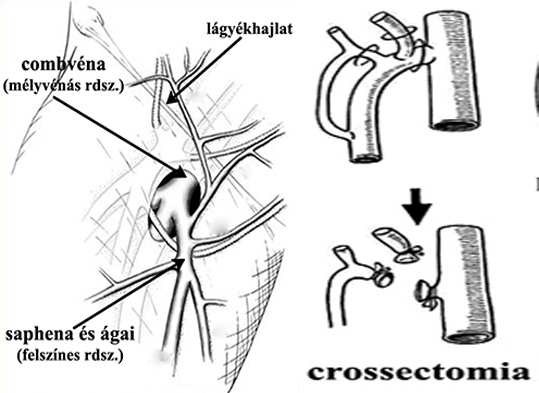 lágyékhajlat
combvéna
(mélyvénás rdsz.)
saphena és ágai
(felszínes rdsz.)
crossectomia